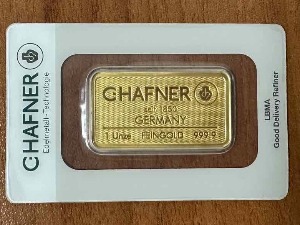 C.HAFNER
Edelmetall-Technologie
C.HAFNER
seit 1850
GERMANY
1 Unze FEINGOLD 999,9
LBMA
Good Delivery Refiner